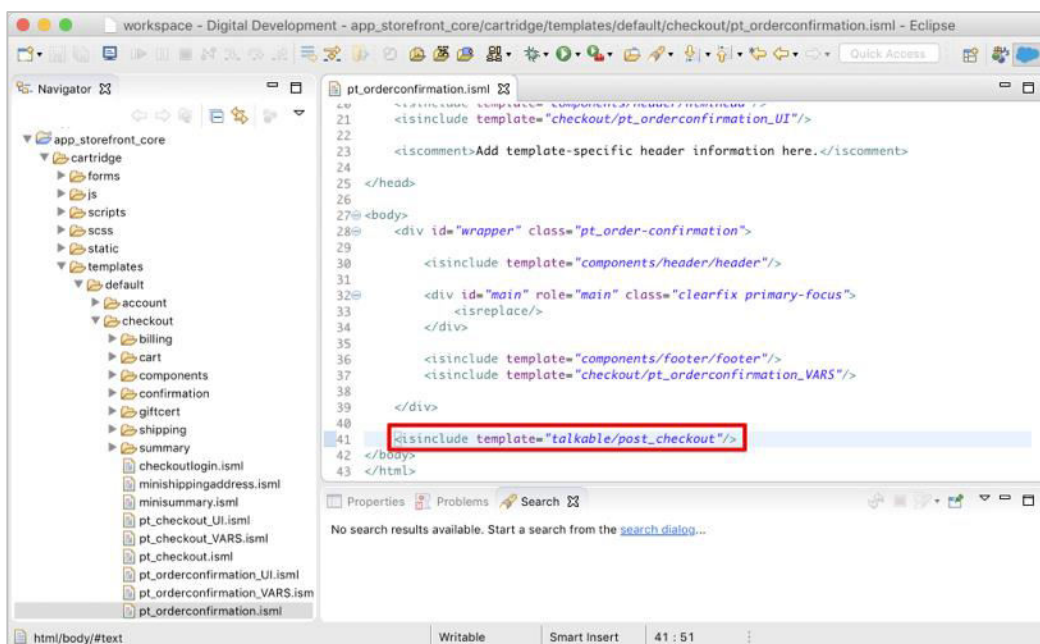 workspace - Digital Development - app_storefront_core/cartridge/templates/default/checkout/pt_orderconfirmation.isml - Eclipse
Quick Access
Navigator
app_storefront_core
cartridge
forms
js
scripts
scss
static
templates
default
account
checkout
billing
cart
components
confirmation
giftcert
shipping
summary
checkoutlogin.isml
minishippingaddress.isml
minisummary.isml
pt_checkout_UI.isml
pt_checkout_VARS.isml
pt_checkout.isml
pt_orderconfirmation_UI.isml
pt_orderconfirmation_VARS.ism
pt_orderconfirmation.isml
pt_orderconfirmation.isml
20 <isinclude template="components/header/htmlhead"/>
21 <isinclude template="checkout/pt_orderconfirmation_UI"/>
22
23 <iscomment>Add template-specific header information here.</iscomment>
24
25 </head>
26
27 <body>
28 <div id="wrapper" class="pt_order-confirmation">
29
30 <isinclude template="components/header/header"/>
31
32 <div id="main" role="main" class="clearfix primary-focus">
33 <isreplace/>
34 </div>
35
36 <isinclude template="components/footer/footer"/>
37 <isinclude template="checkout/pt_orderconfirmation_VARS"/>
38
39 </div>
40
41 <isinclude template="talkable/post_checkout"/>
42 </body>
43 </html>
Properties Problems Search
No search results available. Start a search from the search dialog...
html/body/#text Writable Smart Insert 41 : 51